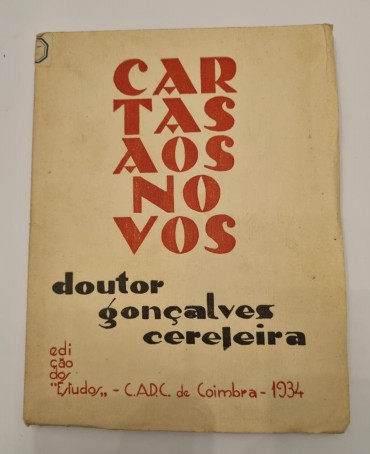 CAR
TAS
AOS
NO
VOS
doutor
gonçalves
cerejeira
edi
ção
dos
"Estudos„ - C.A.D.C. de Coimbra - 1934